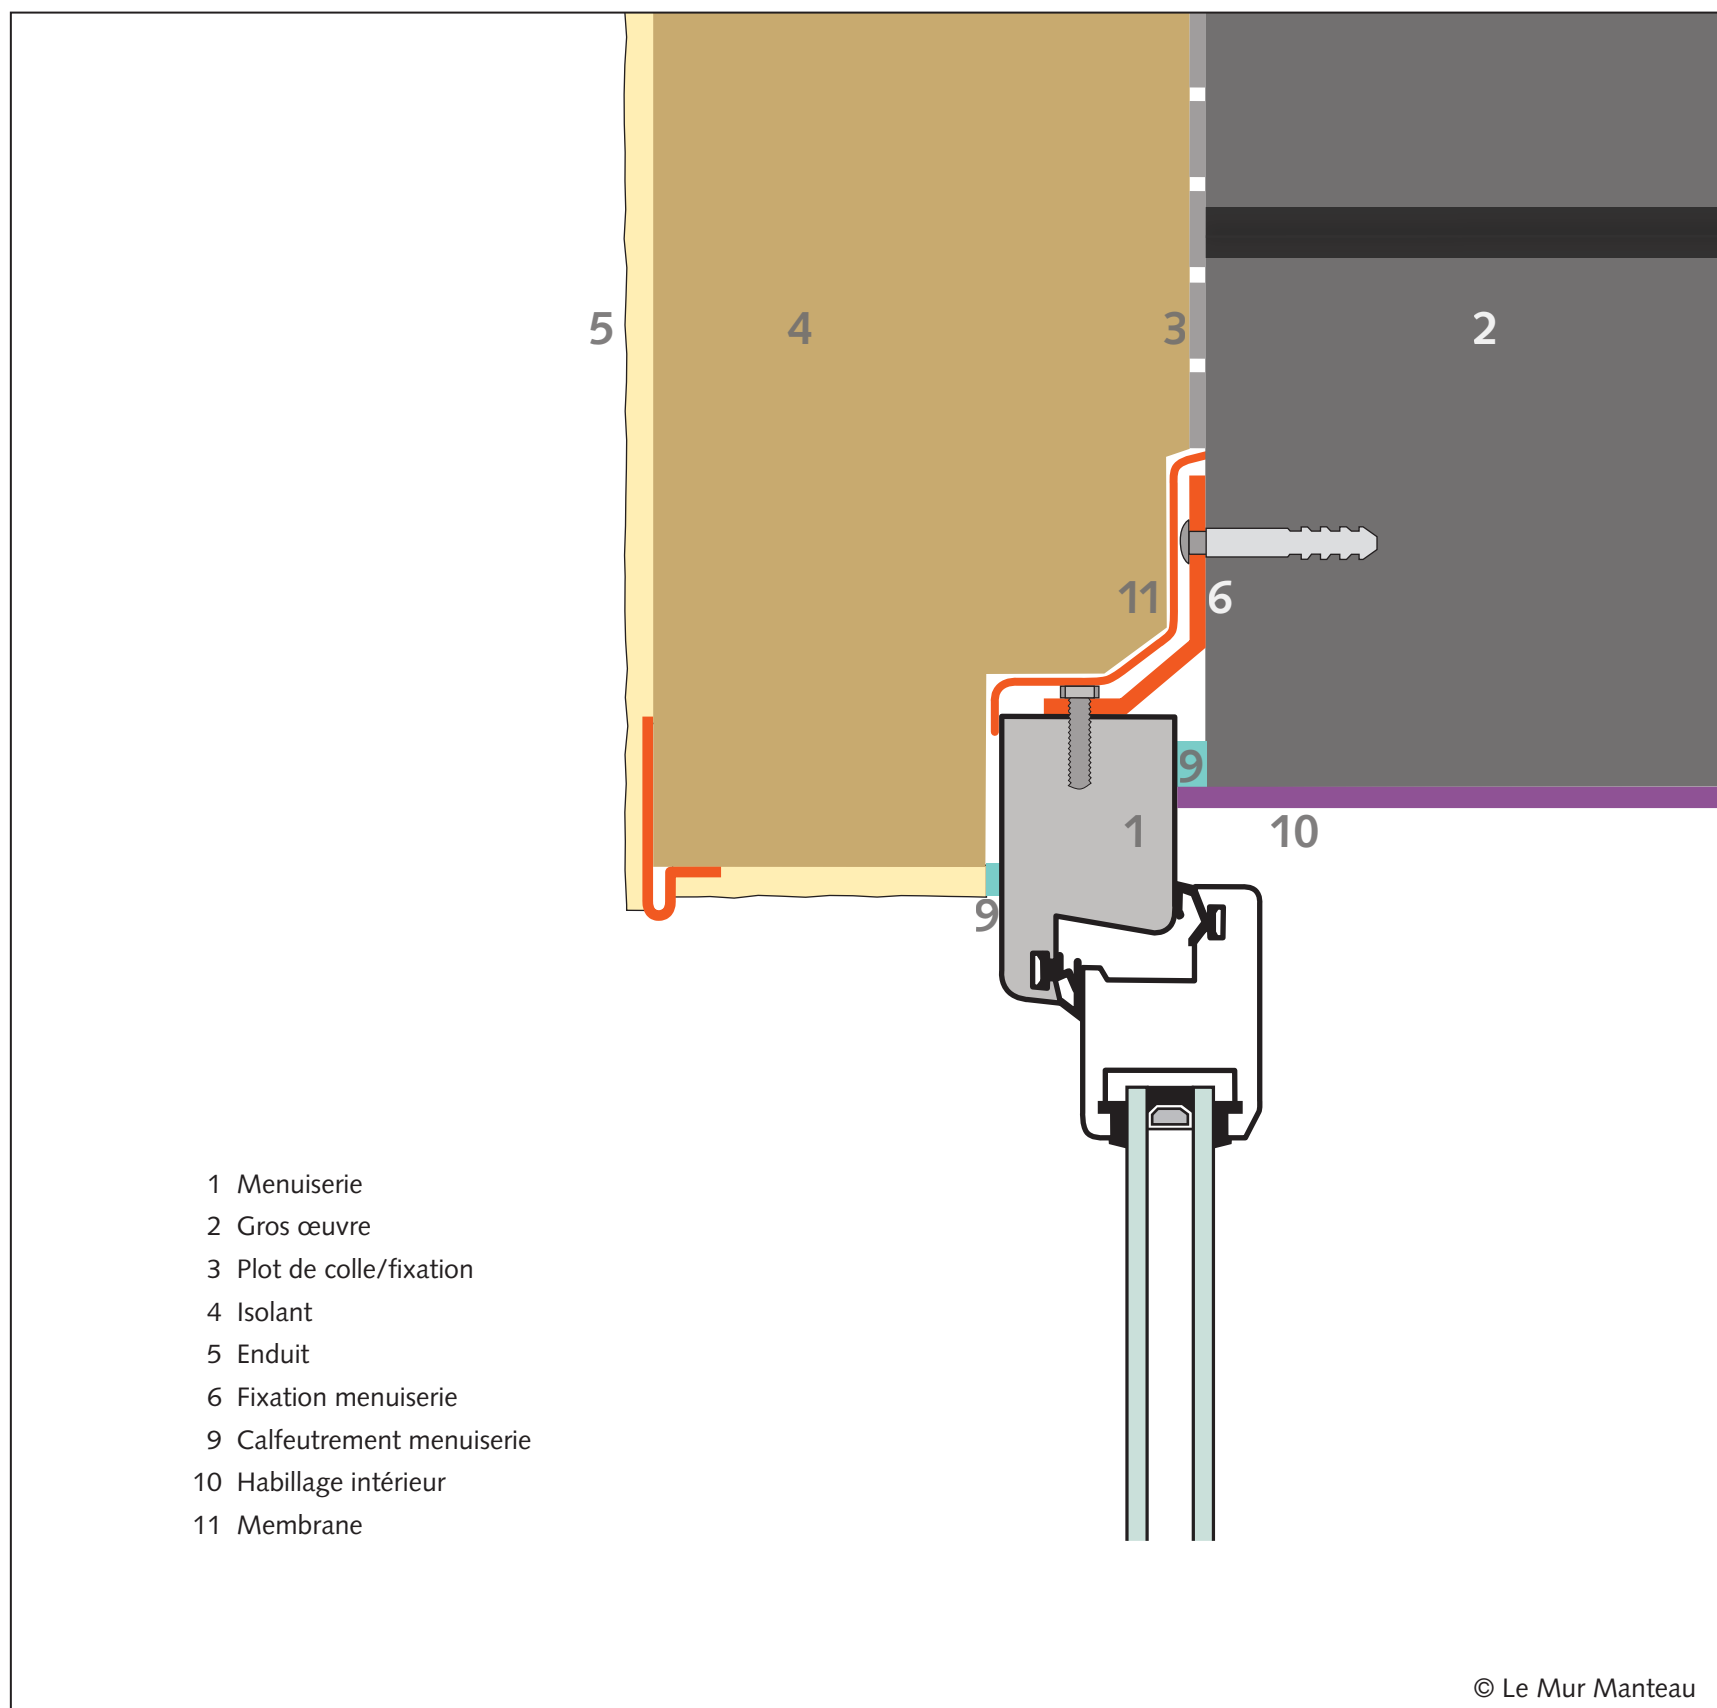 5 4 3 2
11 6
9
1 10
9
1 Menuiserie
2 Gros œuvre
3 Plot de colle/fixation
4 Isolant
5 Enduit
6 Fixation menuiserie
9 Calfeutrement menuiserie
10 Habillage intérieur
11 Membrane
© Le Mur Manteau